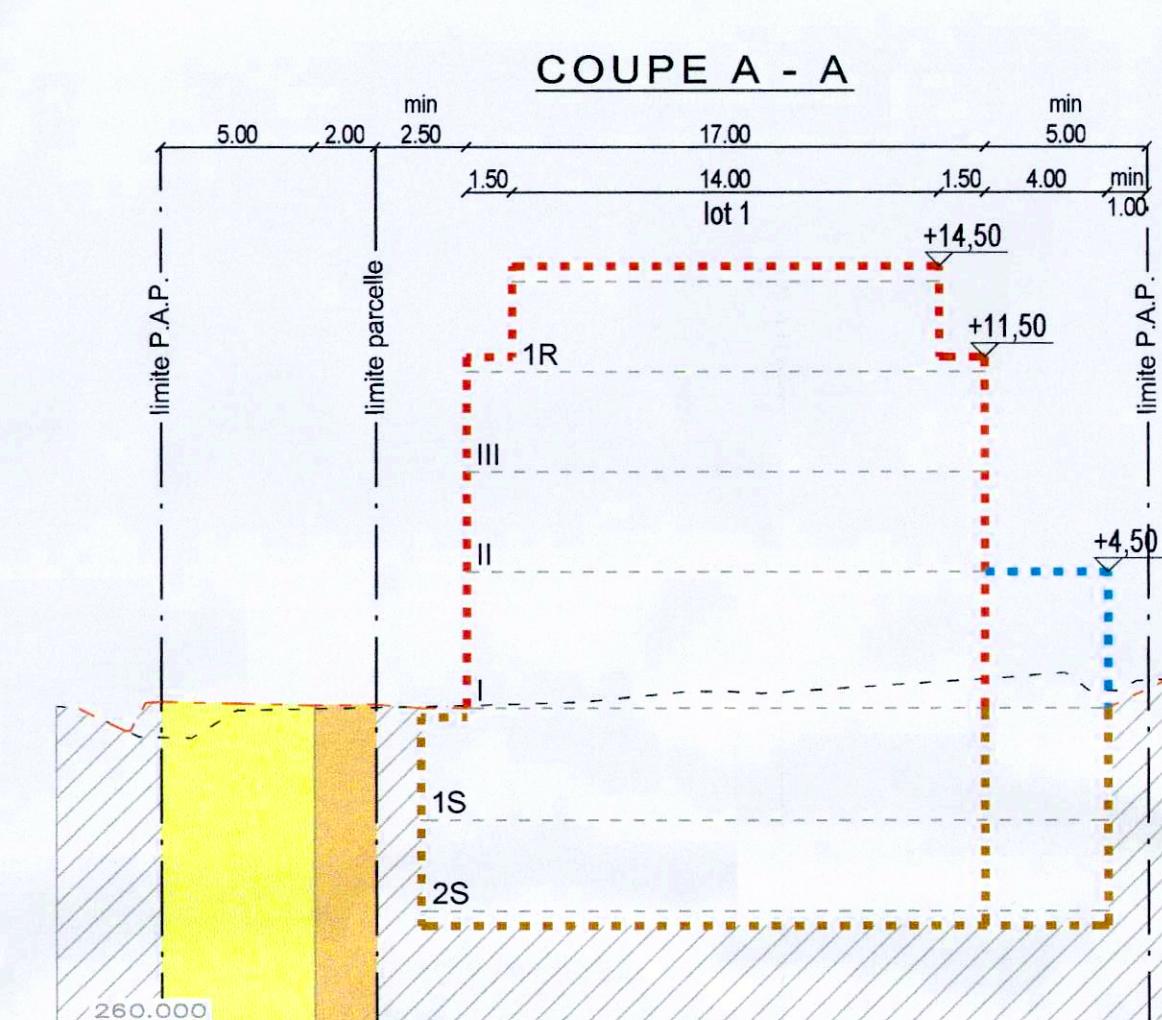 COUPE A - A
min min
5.00 2.00 2.50 17.00 5.00
1.50 14.00 1.50 4.00 min
1.00
lot 1
+14,50
limite P.A.P.
limite parcelle
limite P.A.P.
+11,50
1R
III
II
+4,50
I
1S
2S
260.000